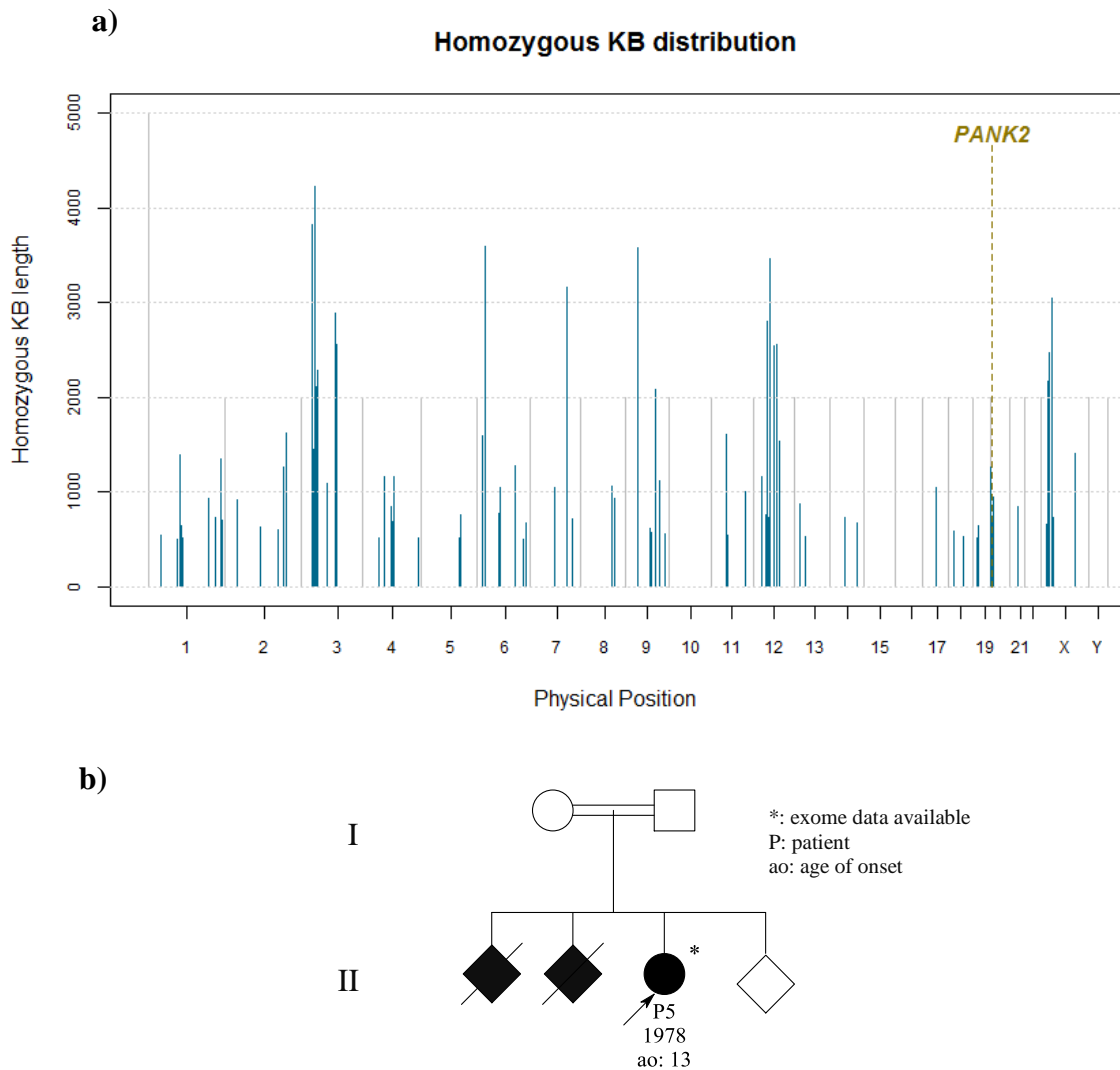 a)
Homozygous KB distribution
Homozygous KB length
5000
4000
3000
2000
1000
0
PANK2
1 2 3 4 5 6 7 8 9 10 11 12 13 15 17 19 21 X Y
Physical Position
b)
I
*: exome data available
P: patient
ao: age of onset
II
*
P5
1978
ao: 13